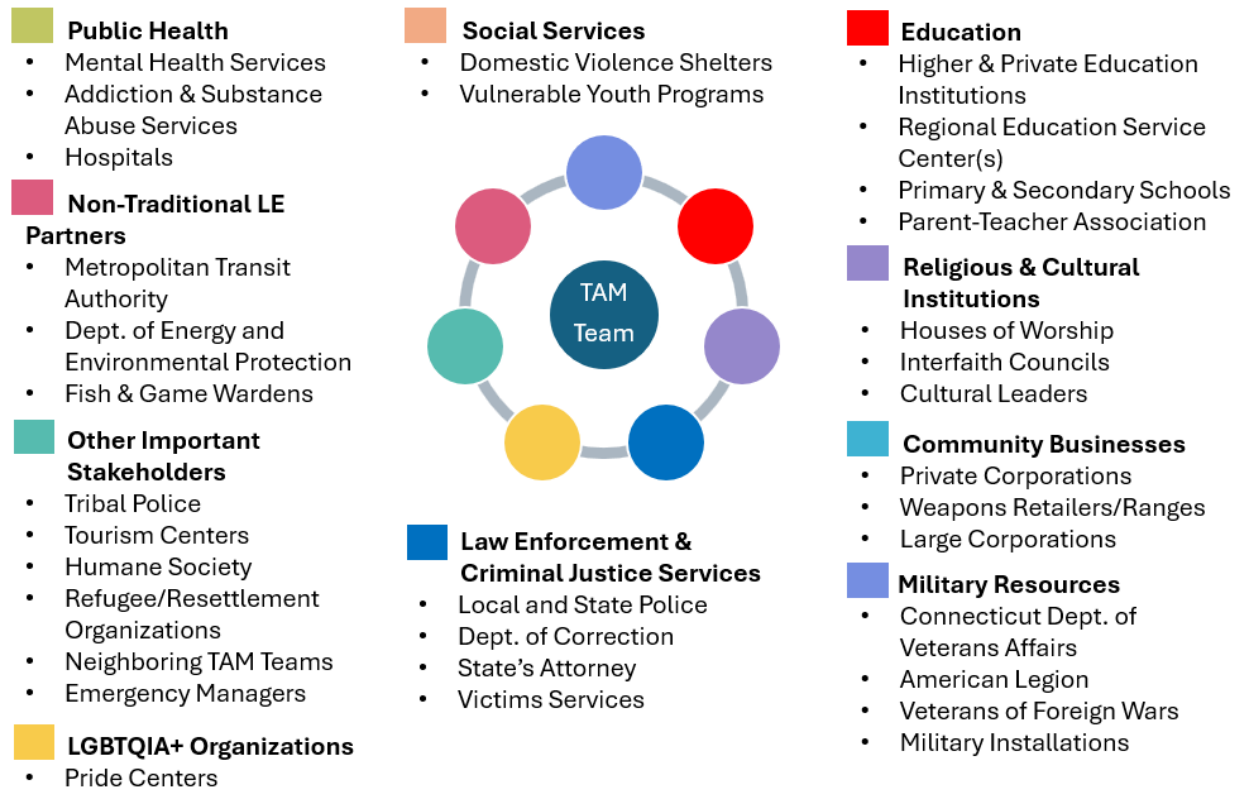 Public Health
• Mental Health Services
• Addiction & Substance
Abuse Services
• Hospitals
Non-Traditional LE
Partners
• Metropolitan Transit
Authority
• Dept. of Energy and
Environmental Protection
• Fish & Game Wardens
Other Important
Stakeholders
• Tribal Police
• Tourism Centers
• Humane Society
• Refugee/Resettlement
Organizations
• Neighboring TAM Teams
• Emergency Managers
LGBTQIA+ Organizations
• Pride Centers
Social Services
• Domestic Violence Shelters
• Vulnerable Youth Programs
TAM
Team
Law Enforcement &
Criminal Justice Services
• Local and State Police
• Dept. of Correction
• State’s Attorney
• Victims Services
Education
• Higher & Private Education
Institutions
• Regional Education Service
Center(s)
• Primary & Secondary Schools
• Parent-Teacher Association
Religious & Cultural
Institutions
• Houses of Worship
• Interfaith Councils
• Cultural Leaders
Community Businesses
• Private Corporations
• Weapons Retailers/Ranges
• Large Corporations
Military Resources
• Connecticut Dept. of
Veterans Affairs
• American Legion
• Veterans of Foreign Wars
• Military Installations